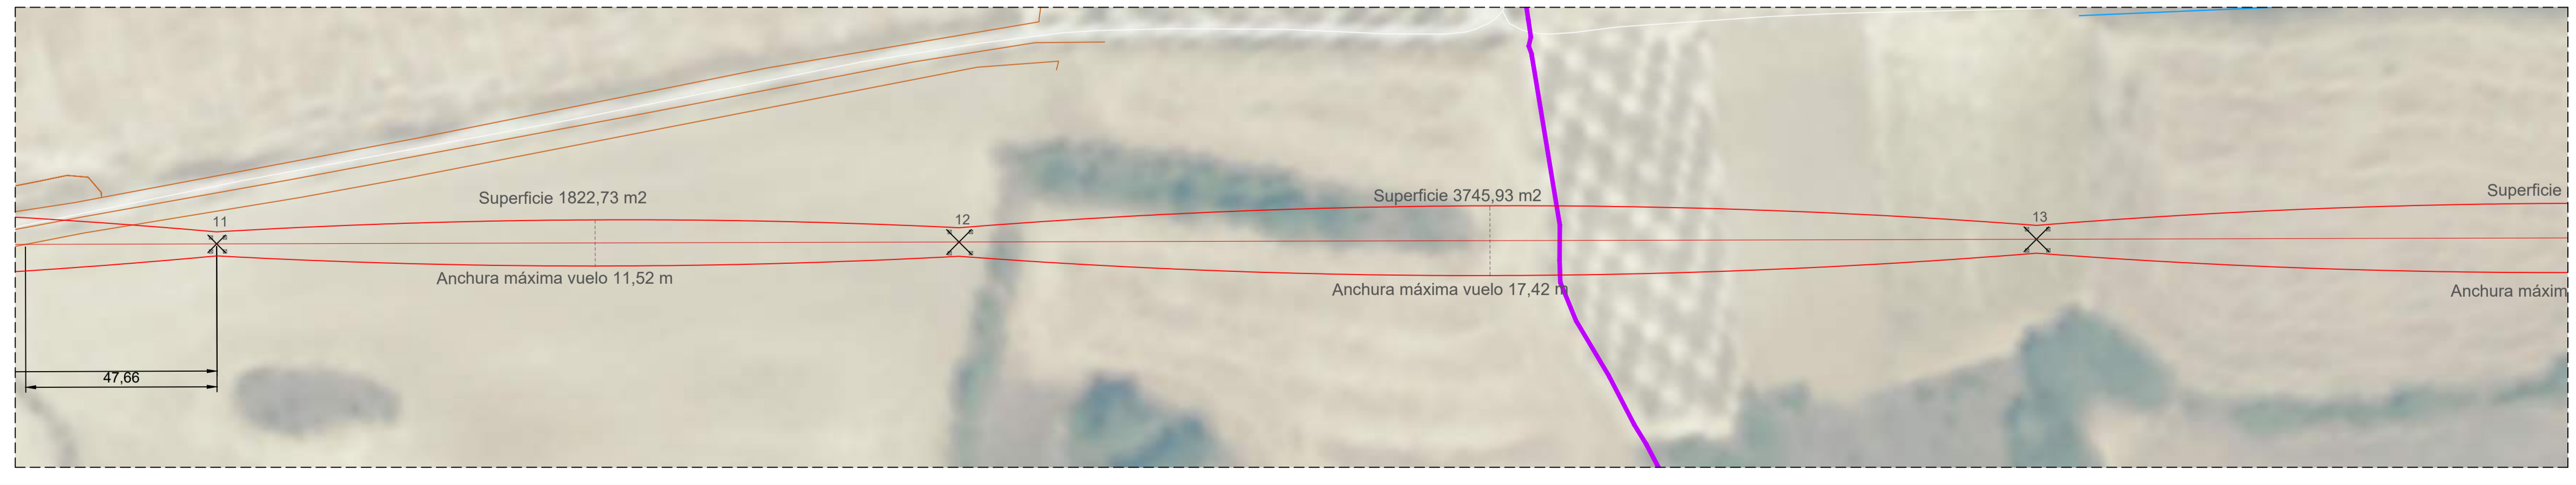 Superficie 1822,73 m2
Superficie 3745,93 m2
Superficie
11
12
13
Anchura máxima vuelo 11,52 m
Anchura máxima vuelo 17,42 m
Anchura máxim
47,66